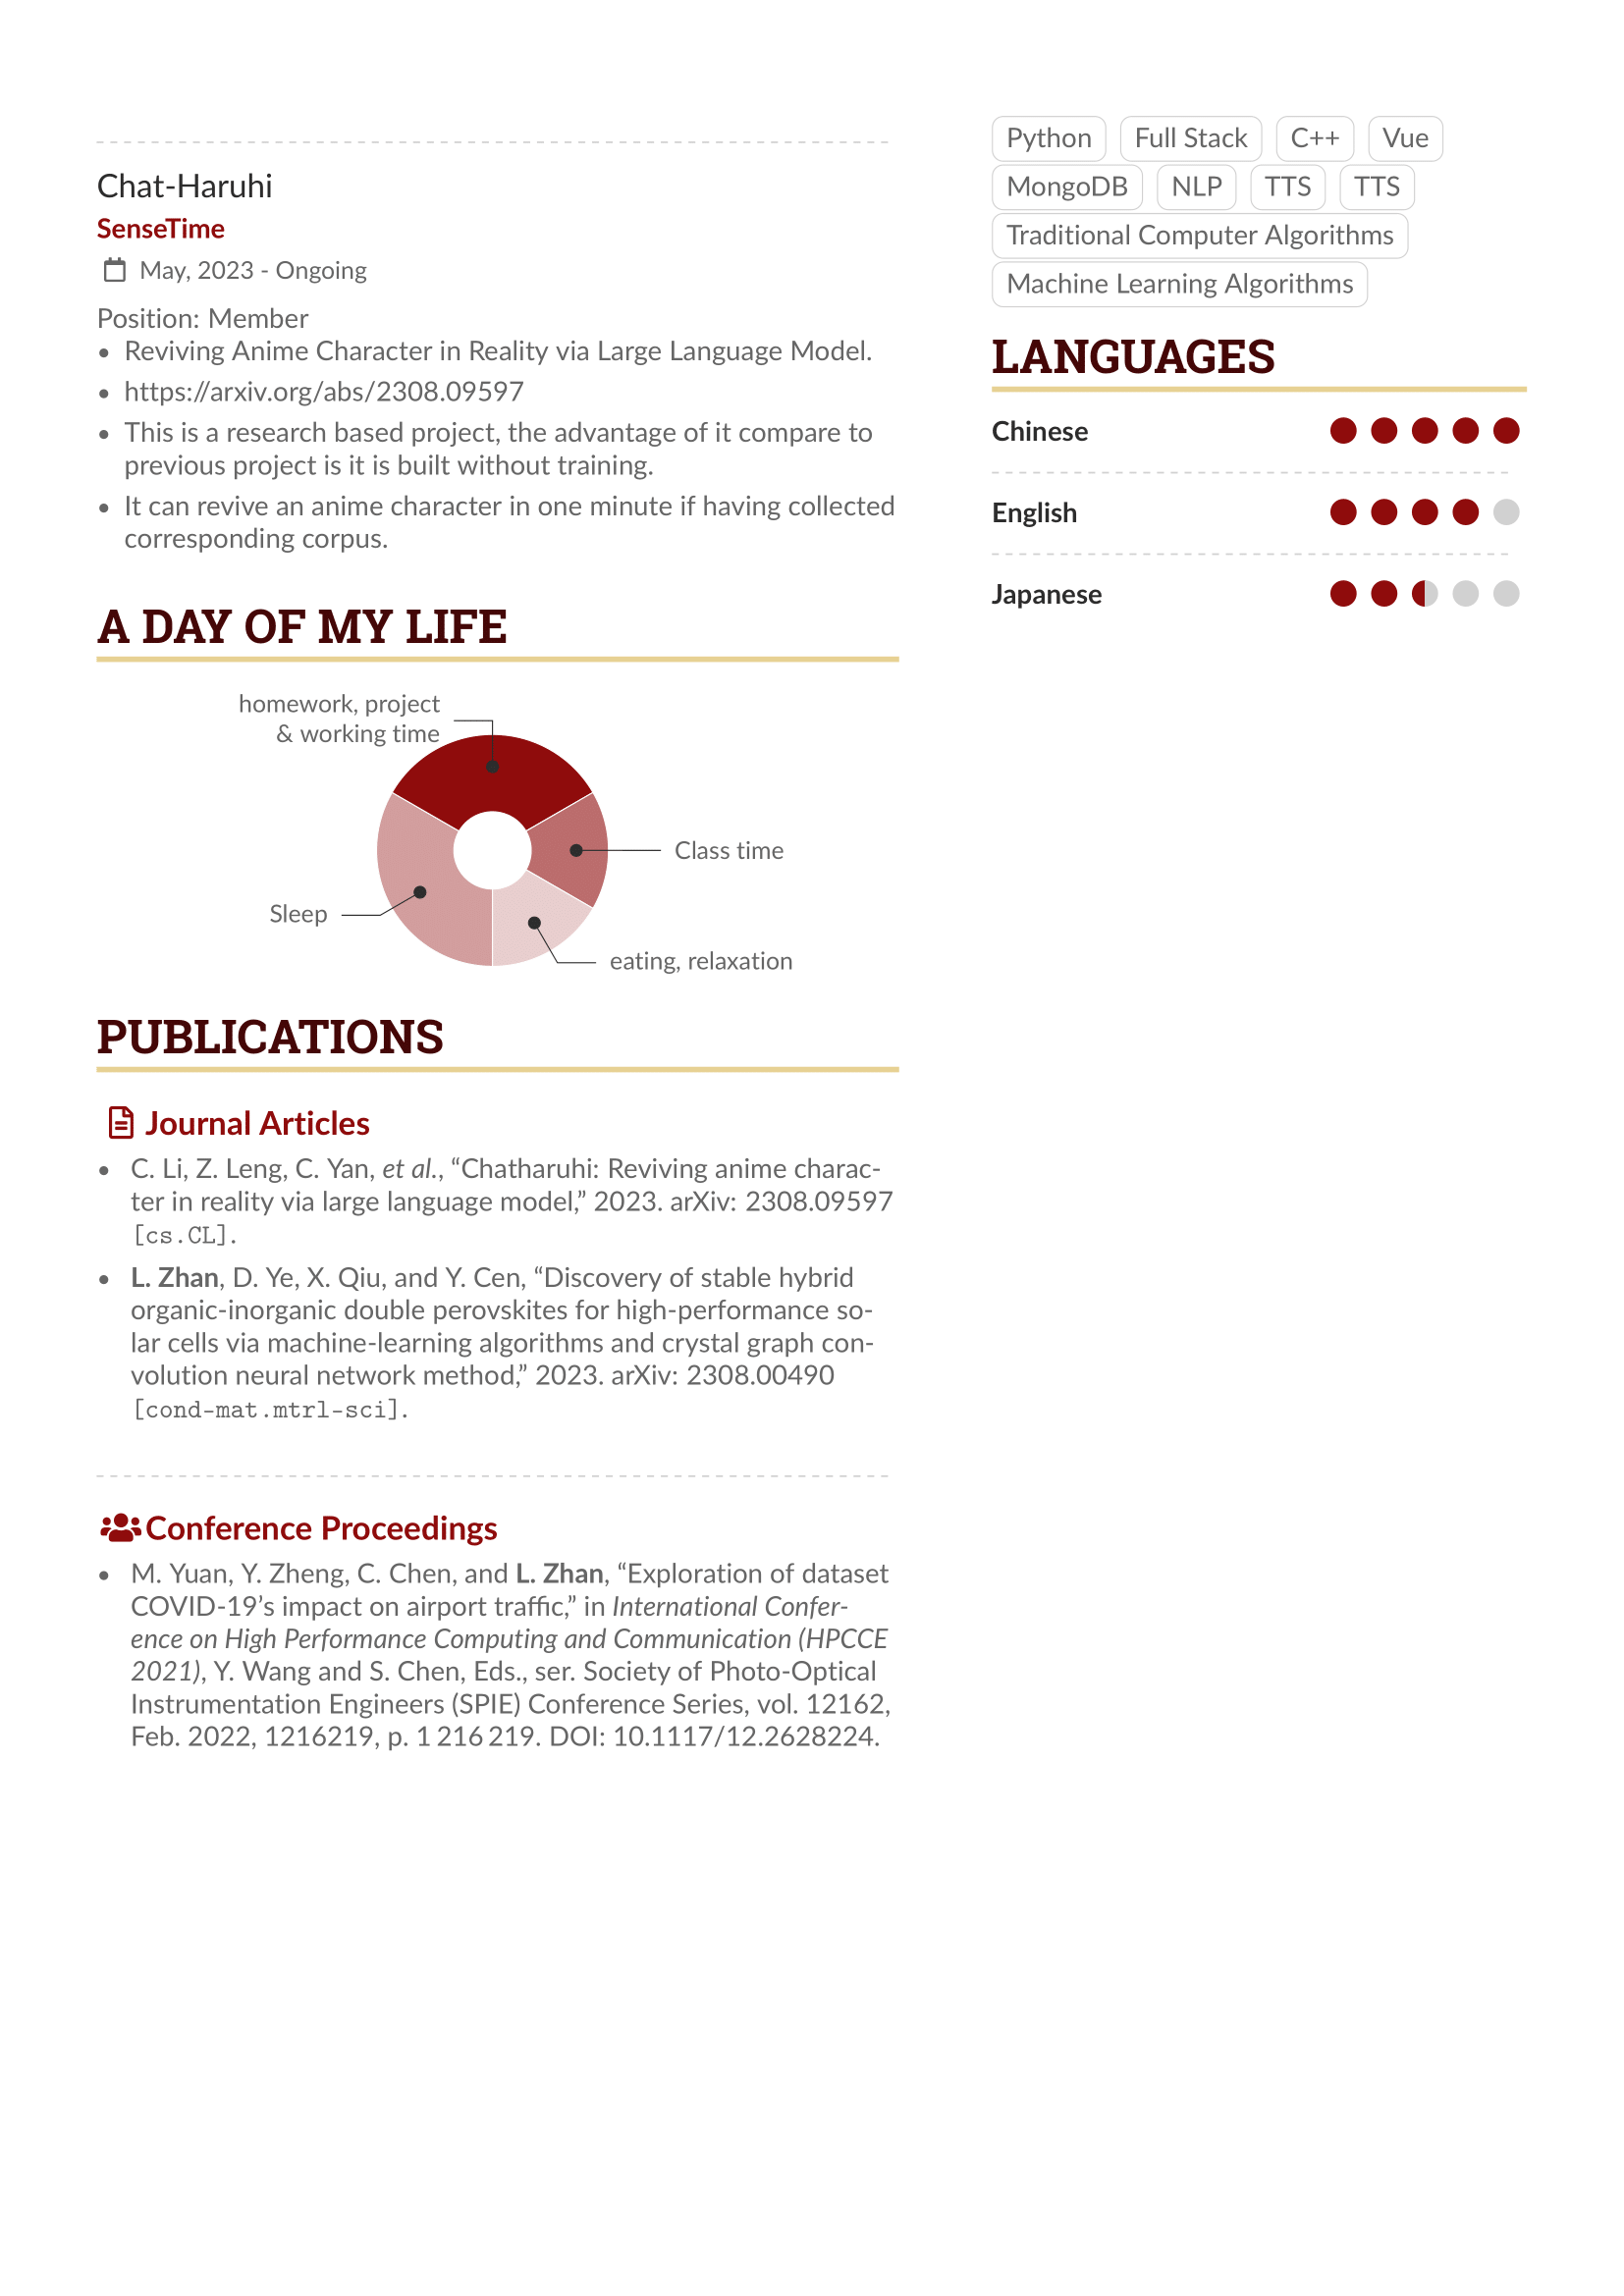 Chat-Haruhi
SenseTime
May, 2023 - Ongoing
Position: Member
• Reviving Anime Character in Reality via Large Language Model.
• https://arxiv.org/abs/2308.09597
• This is a research based project, the advantage of it compare to
previous project is it is built without training.
• It can revive an anime character in one minute if having collected
corresponding corpus.
A DAY OF MY LIFE
homework, project
& working time
Class time
Sleep
eating, relaxation
PUBLICATIONS
Journal Articles
• C. Li, Z. Leng, C. Yan, et al., “Chatharuhi: Reviving anime charac-
ter in reality via large language model,” 2023. arXiv: 2308.09597
[cs.CL].
• L. Zhan, D. Ye, X. Qiu, and Y. Cen, “Discovery of stable hybrid
organic-inorganic double perovskites for high-performance so-
lar cells via machine-learning algorithms and crystal graph con-
volution neural network method,” 2023. arXiv: 2308.00490
[cond-mat.mtrl-sci].
Conference Proceedings
• M. Yuan, Y. Zheng, C. Chen, and L. Zhan, “Exploration of dataset
COVID-19’s impact on airport traffic,” in International Confer-
ence on High Performance Computing and Communication (HPCCE
2021), Y. Wang and S. Chen, Eds., ser. Society of Photo-Optical
Instrumentation Engineers (SPIE) Conference Series, vol. 12162,
Feb. 2022, 1216219, p. 1 216 219. DOI: 10.1117/12.2628224.
Python Full Stack C++ Vue
MongoDB NLP TTS TTS
Traditional Computer Algorithms
Machine Learning Algorithms
LANGUAGES
Chinese
English
Japanese